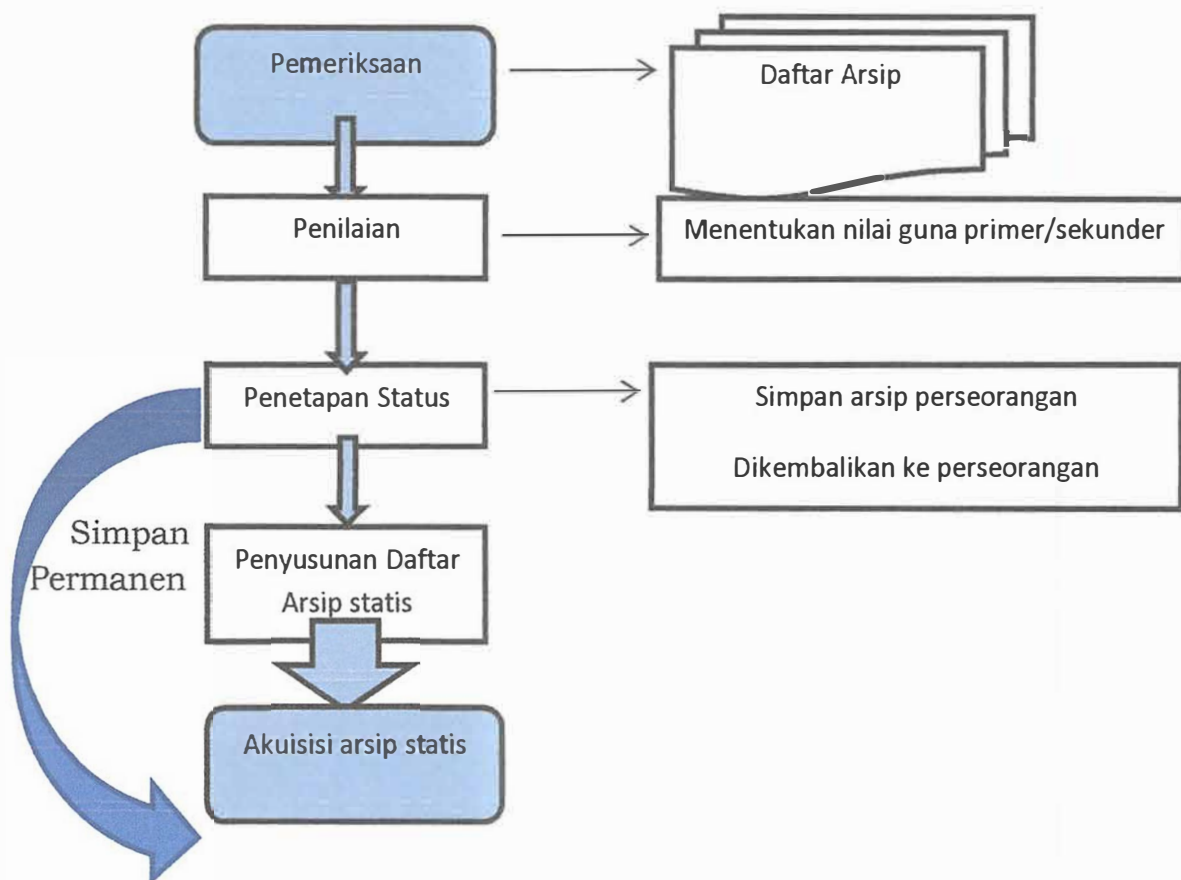 Pemeriksaan
Daftar Arsip
Penilaian
Menentukan nilai guna primer/sekunder
Penetapan Status
Simpan arsip perseorangan
Dikembalikan ke perseorangan
Simpan
Permanen
Penyusunan Daftar
Arsip statis
Akuisisi arsip statis